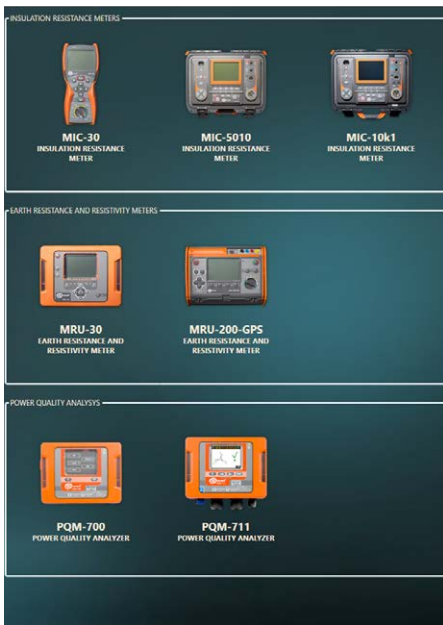 INSULATION RESISTANCE METERS
MIC-30
INSULATION RESISTANCE
METER
MIC-5010
INSULATION RESISTANCE
METER
MIC-10k1
INSULATION RESISTANCE
METER
EARTH RESISTANCE AND RESISTIVITY METERS
MRU-30
EARTH RESISTANCE AND
RESISTIVITY METER
MRU-200-GPS
EARTH RESISTANCE AND
RESISTIVITY METER
POWER QUALITY ANALYSYS
PQM-700
POWER QUALITY ANALYZER
PQM-711
POWER QUALITY ANALYZER